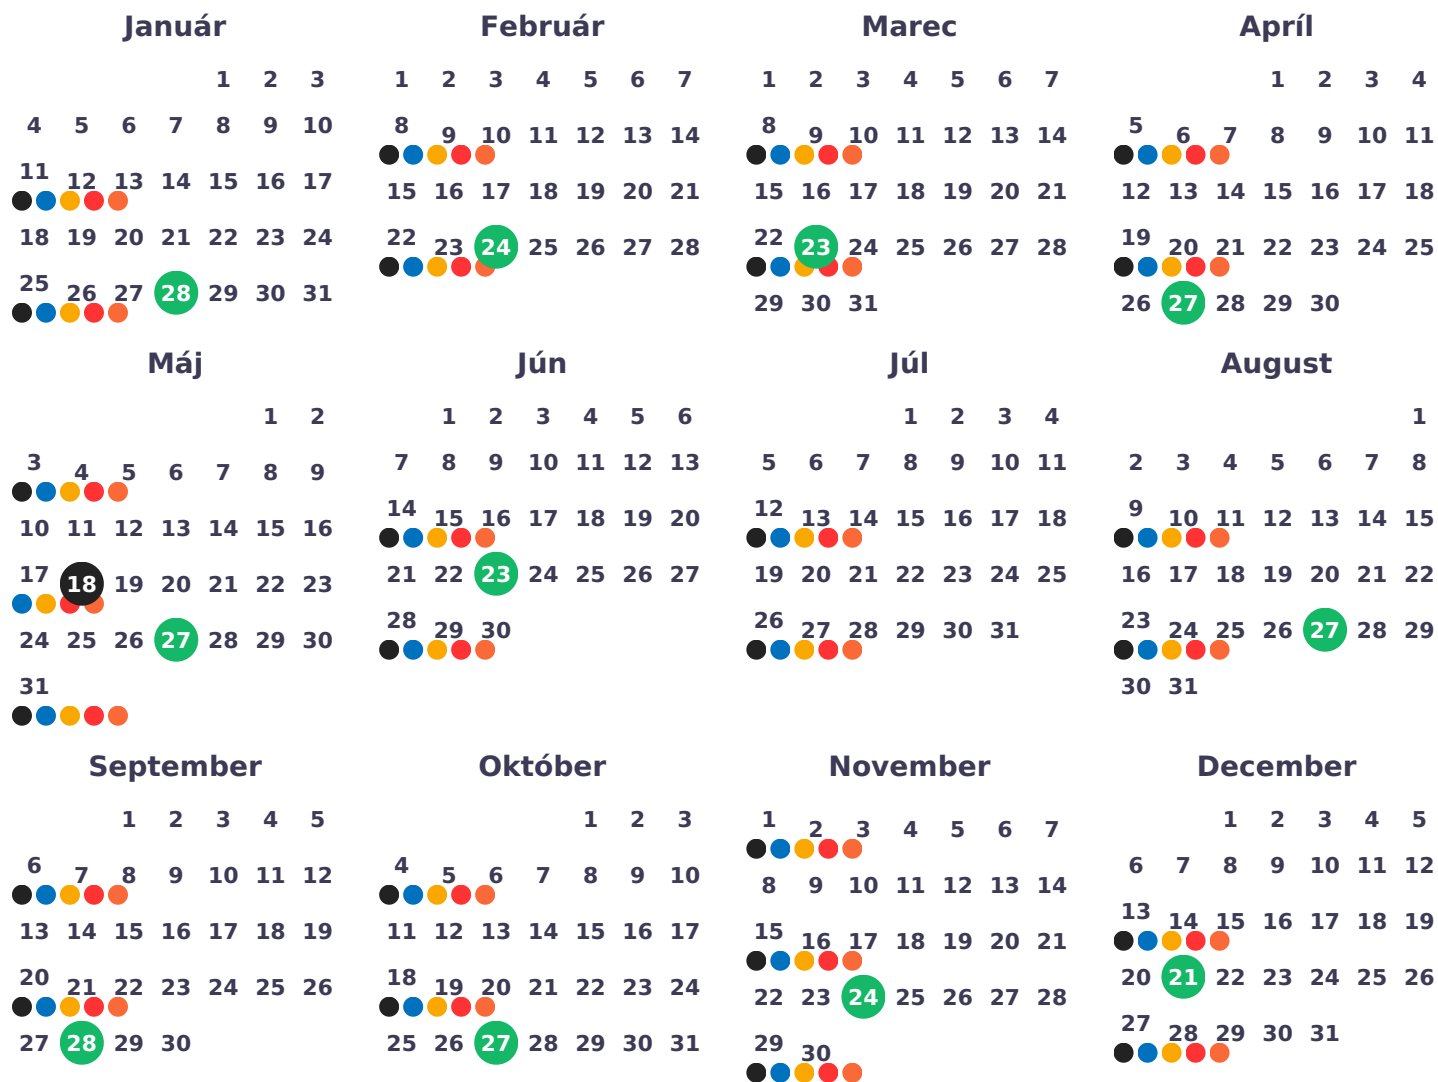 Január Február Marec Apríl
1 2 3 1 2 3 4 5 6 7 1 2 3 4 5 6 7 1 2 3 4
4 5 6 7 8 9 10 8 9 10 11 12 13 14 8 9 10 11 12 13 14 5 6 7 8 9 10 11
11 12 13 14 15 16 17 15 16 17 18 19 20 21 15 16 17 18 19 20 21 12 13 14 15 16 17 18
18 19 20 21 22 23 24 22 23 24 25 26 27 28 22 23 24 25 26 27 28 19 20 21 22 23 24 25
25 26 27 28 29 30 31 29 30 31 26 27 28 29 30
Máj Jún Júl August
1 2 1 2 3 4 5 6 1 2 3 4 1
3 4 5 6 7 8 9 7 8 9 10 11 12 13 5 6 7 8 9 10 11 2 3 4 5 6 7 8
10 11 12 13 14 15 16 14 15 16 17 18 19 20 12 13 14 15 16 17 18 9 10 11 12 13 14 15
17 18 19 20 21 22 23 21 22 23 24 25 26 27 19 20 21 22 23 24 25 16 17 18 19 20 21 22
24 25 26 27 28 29 30 28 29 30 26 27 28 29 30 31 23 24 25 26 27 28 29
31 30 31
September Október November December
1 2 3 4 5 1 2 3 1 2 3 4 5 6 7 1 2 3 4 5
6 7 8 9 10 11 12 4 5 6 7 8 9 10 8 9 10 11 12 13 14 6 7 8 9 10 11 12
13 14 15 16 17 18 19 11 12 13 14 15 16 17 15 16 17 18 19 20 21 13 14 15 16 17 18 19
20 21 22 23 24 25 26 18 19 20 21 22 23 24 22 23 24 25 26 27 28 20 21 22 23 24 25 26
27 28 29 30 25 26 27 28 29 30 31 29 30 27 28 29 30 31